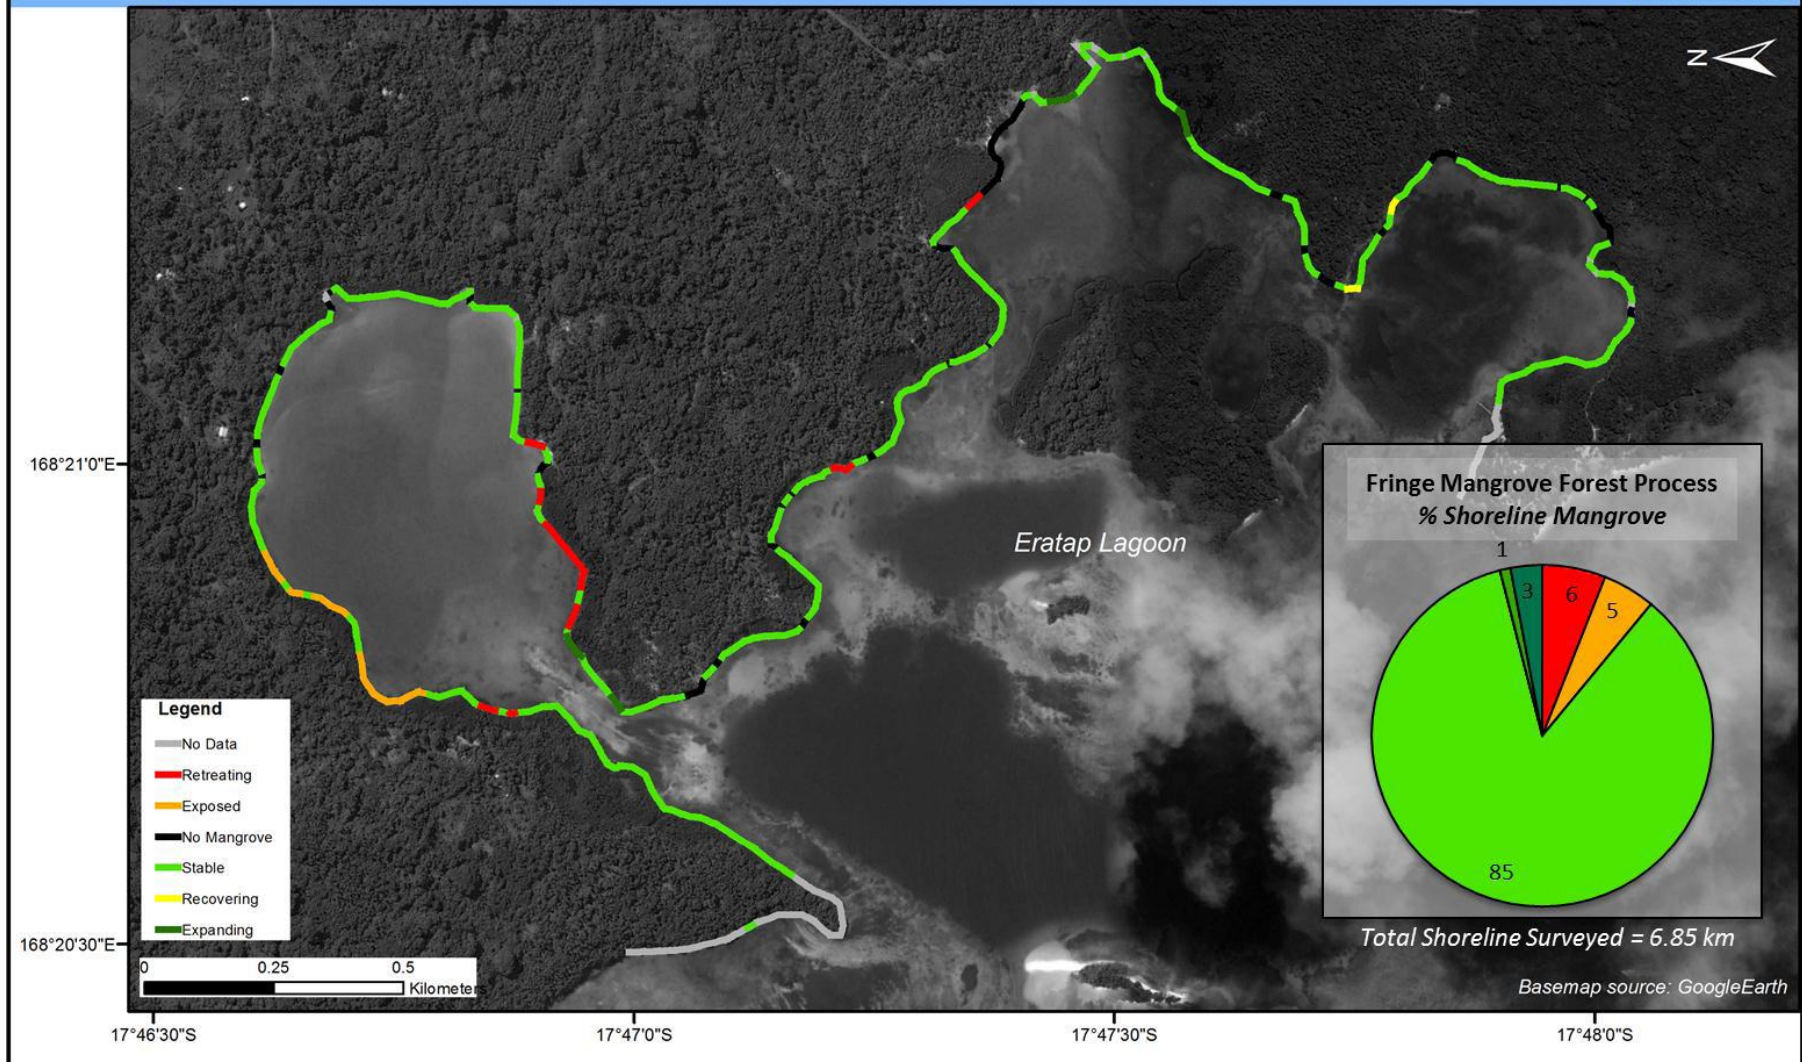 N
168°21'0"E
168°20'30"E
Eratap Lagoon
Fringe Mangrove Forest Process
% Shoreline Mangrove
1
3
6
5
85
Total Shoreline Surveyed = 6.85 km
Basemap source: GoogleEarth
Legend
No Data
Retreating
Exposed
No Mangrove
Stable
Recovering
Expanding
0 0.25 0.5
Kilometers
17°46'30"S 17°47'0"S 17°47'30"S 17°48'0"S